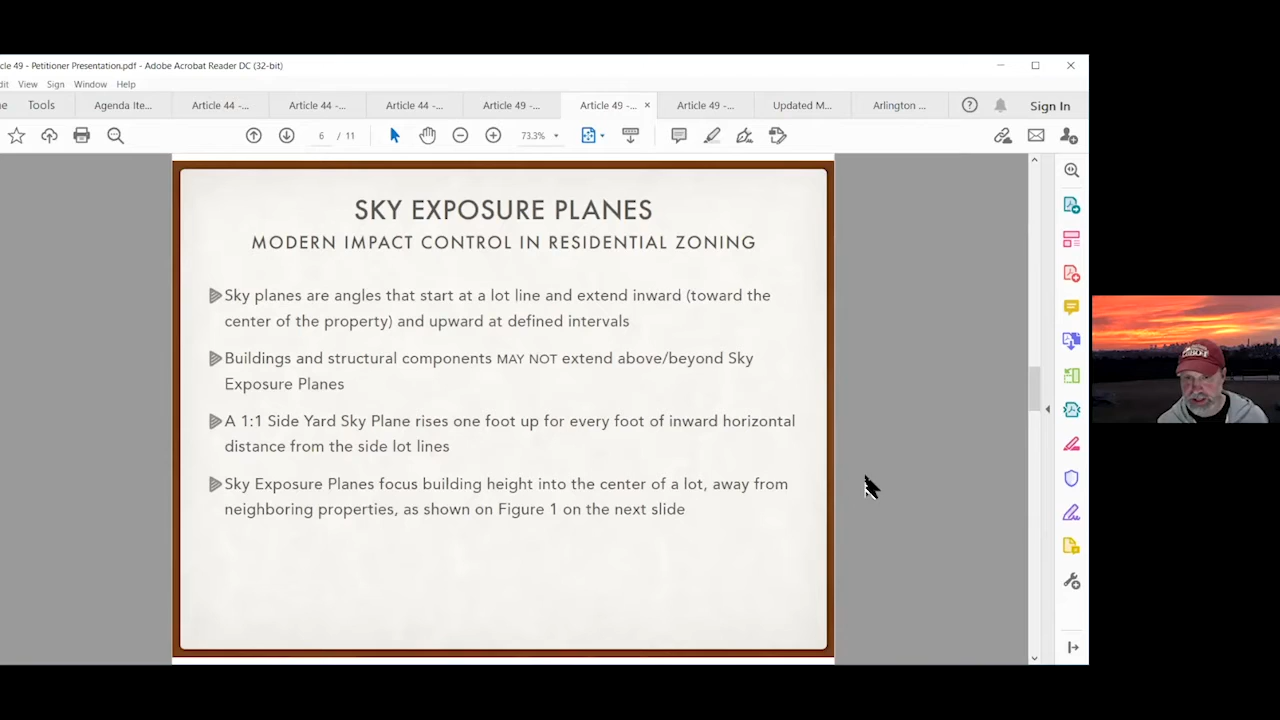 cle 49 - Petitioner Presentation.pdf - Adobe Acrobat Reader DC (32-bit)
dit View Sign Window Help
ne Tools Agenda Ite... Article 44 -... Article 44 -... Article 44 -... Article 49 -... Article 49 -... × Article 49 -... Updated M... Arlington ... Sign In
6 / 11 73.3%
SKY EXPOSURE PLANES
MODERN IMPACT CONTROL IN RESIDENTIAL ZONING
Sky planes are angles that start at a lot line and extend inward (toward the
center of the property) and upward at defined intervals
Buildings and structural components MAY NOT extend above/beyond Sky
Exposure Planes
A 1:1 Side Yard Sky Plane rises one foot up for every foot of inward horizontal
distance from the side lot lines
Sky Exposure Planes focus building height into the center of a lot, away from
neighboring properties, as shown on Figure 1 on the next slide